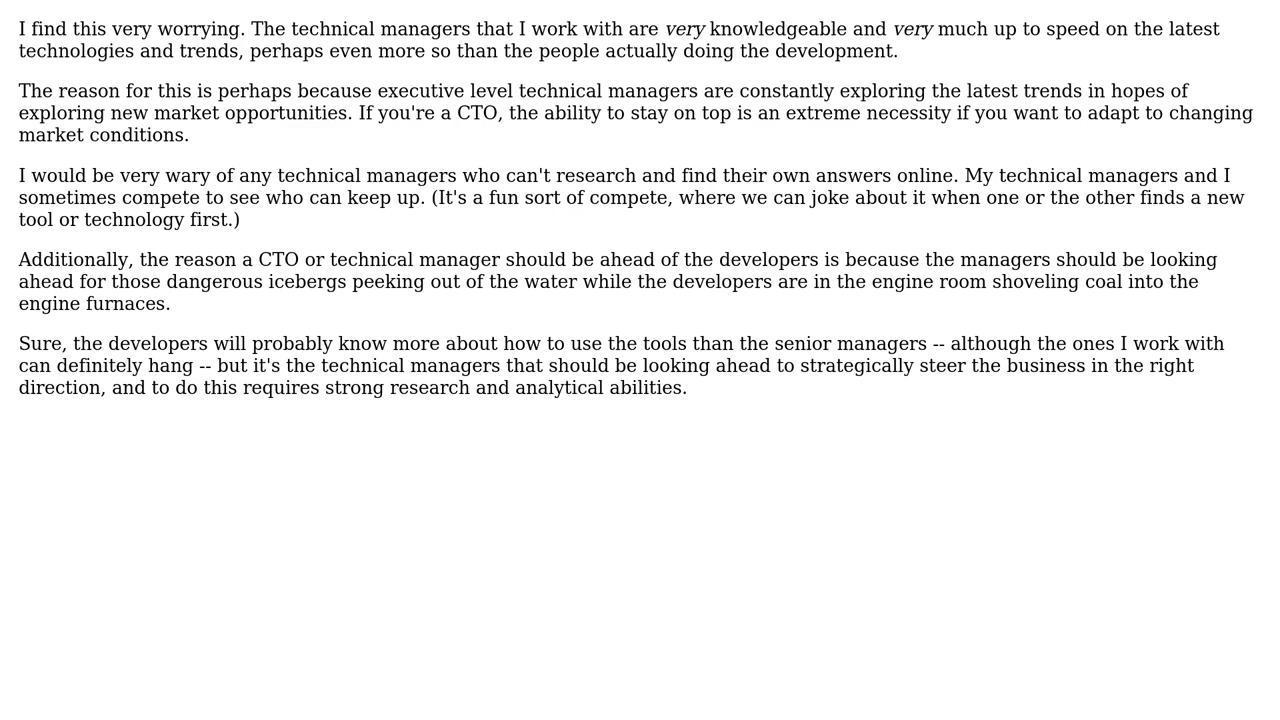 I find this very worrying. The technical managers that I work with are very knowledgeable and very much up to speed on the latest
technologies and trends, perhaps even more so than the people actually doing the development.
The reason for this is perhaps because executive level technical managers are constantly exploring the latest trends in hopes of
exploring new market opportunities. If you're a CTO, the ability to stay on top is an extreme necessity if you want to adapt to changing
market conditions.
I would be very wary of any technical managers who can't research and find their own answers online. My technical managers and I
sometimes compete to see who can keep up. (It's a fun sort of compete, where we can joke about it when one or the other finds a new
tool or technology first.)
Additionally, the reason a CTO or technical manager should be ahead of the developers is because the managers should be looking
ahead for those dangerous icebergs peeking out of the water while the developers are in the engine room shoveling coal into the
engine furnaces.
Sure, the developers will probably know more about how to use the tools than the senior managers -- although the ones I work with
can definitely hang -- but it's the technical managers that should be looking ahead to strategically steer the business in the right
direction, and to do this requires strong research and analytical abilities.